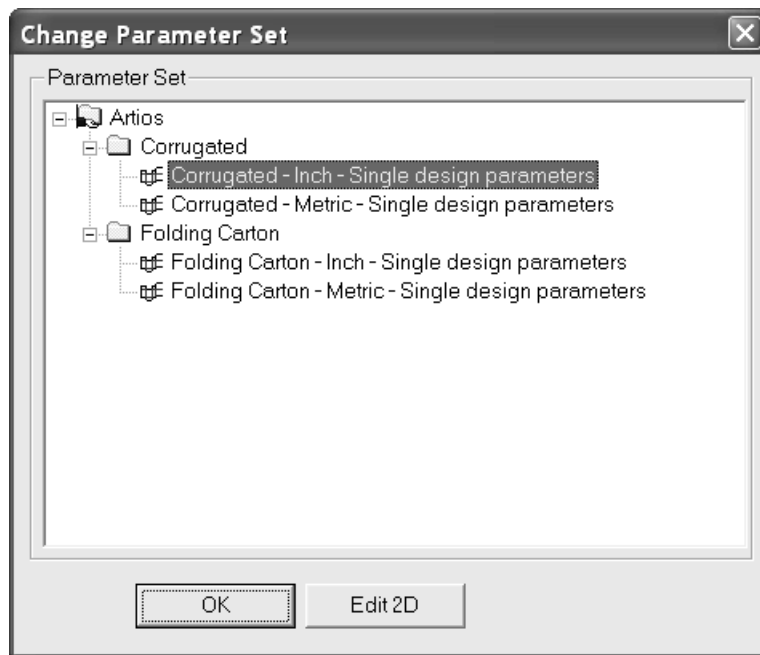 Change Parameter Set
Parameter Set
Artios
Corrugated
Corrugated - Inch - Single design parameters
Corrugated - Metric - Single design parameters
Folding Carton
Folding Carton - Inch - Single design parameters
Folding Carton - Metric - Single design parameters
OK
Edit 2D